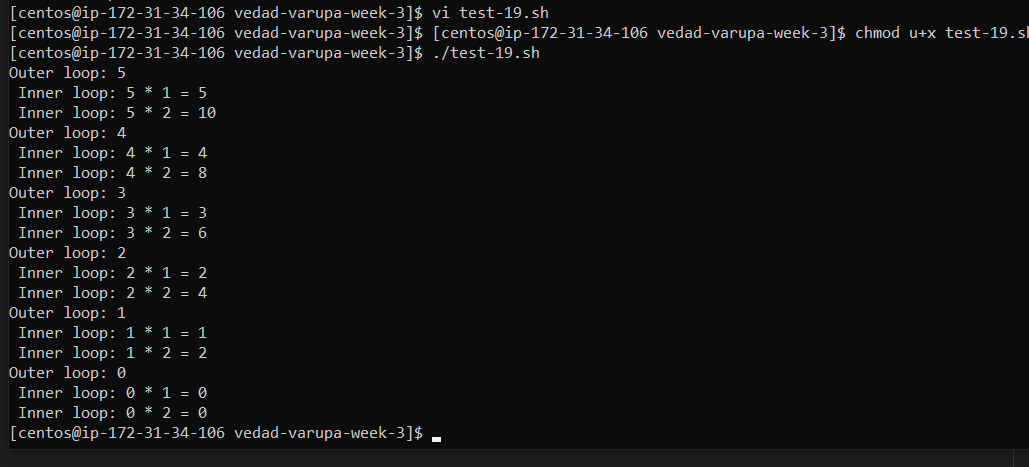 [centos@ip-172-31-34-106 vedad-varupa-week-3]$ vi test-19.sh
[centos@ip-172-31-34-106 vedad-varupa-week-3]$ [centos@ip-172-31-34-106 vedad-varupa-week-3]$ chmod u+x test-19.sh
[centos@ip-172-31-34-106 vedad-varupa-week-3]$ ./test-19.sh
Outer loop: 5
 Inner loop: 5 * 1 = 5
 Inner loop: 5 * 2 = 10
Outer loop: 4
 Inner loop: 4 * 1 = 4
 Inner loop: 4 * 2 = 8
Outer loop: 3
 Inner loop: 3 * 1 = 3
 Inner loop: 3 * 2 = 6
Outer loop: 2
 Inner loop: 2 * 1 = 2
 Inner loop: 2 * 2 = 4
Outer loop: 1
 Inner loop: 1 * 1 = 1
 Inner loop: 1 * 2 = 2
Outer loop: 0
 Inner loop: 0 * 1 = 0
 Inner loop: 0 * 2 = 0
[centos@ip-172-31-34-106 vedad-varupa-week-3]$